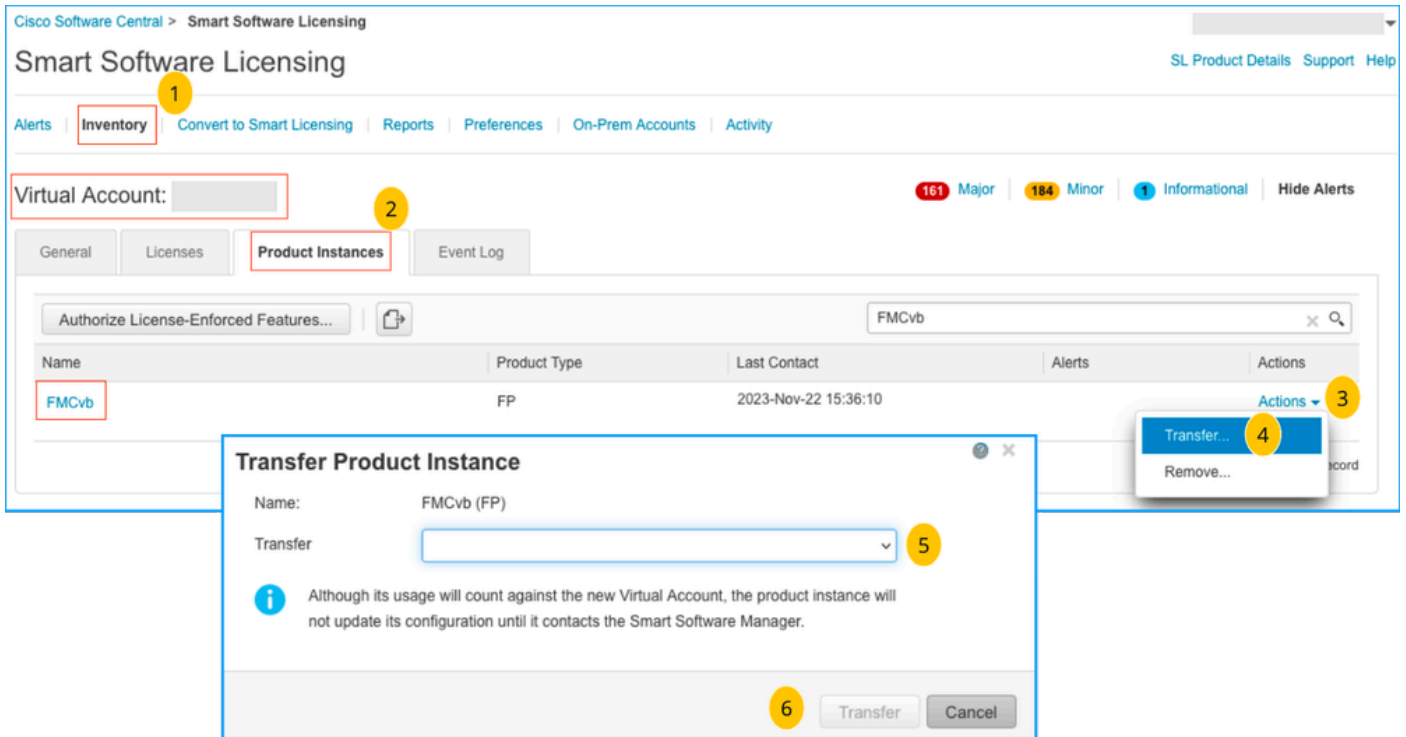 Cisco Software Central > Smart Software Licensing
Smart Software Licensing
SL Product Details Support Help
1
Alerts Inventory Convert to Smart Licensing Reports Preferences On-Prem Accounts Activity
Virtual Account:
161 Major 184 Minor 1 Informational Hide Alerts
2
General Licenses Product Instances Event Log
Authorize License-Enforced Features... FMCvb
Name Product Type Last Contact Alerts Actions
FMCvb FP 2023-Nov-22 15:36:10 Actions 3
Transfer... 4
Remove...
Transfer Product Instance
Name: FMCvb (FP)
Transfer 5
Although its usage will count against the new Virtual Account, the product instance will
not update its configuration until it contacts the Smart Software Manager.
6 Transfer Cancel